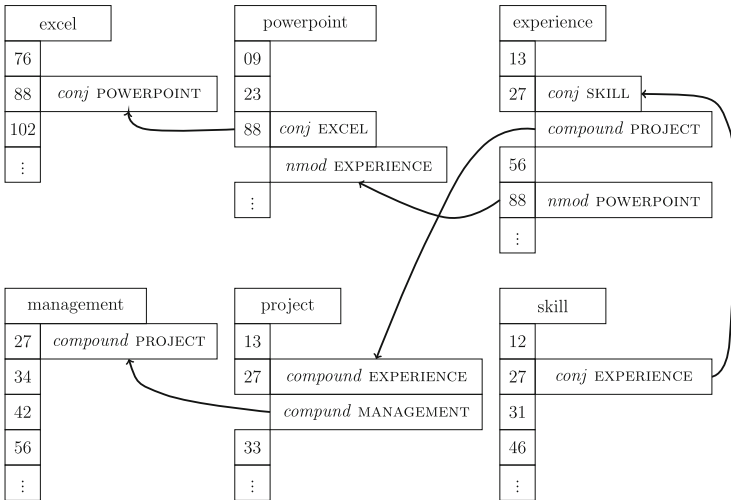 excel
76
88 conj POWERPOINT
102
⋮
powerpoint
09
23
88 conj EXCEL
nmod EXPERIENCE
⋮
experience
13
27 conj SKILL
compound PROJECT
56
88 nmod POWERPOINT
⋮
management
27 compound PROJECT
34
42
56
⋮
project
13
27 compound EXPERIENCE
compund MANAGEMENT
33
⋮
skill
12
27 conj EXPERIENCE
31
46
⋮